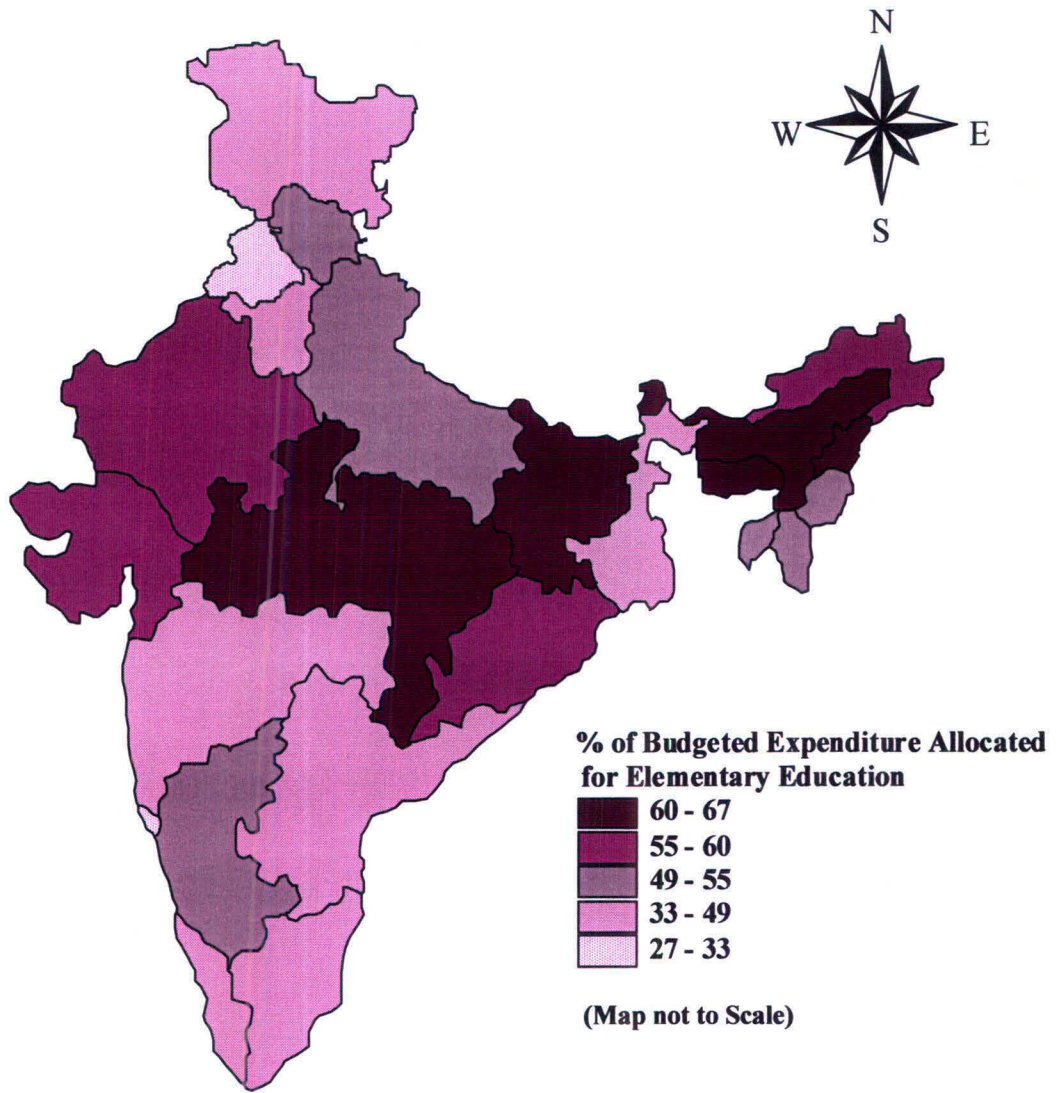 N
W E
S
% of Budgeted Expenditure Allocated
for Elementary Education
60 - 67
55 - 60
49 - 55
33 - 49
27 - 33
(Map not to Scale)